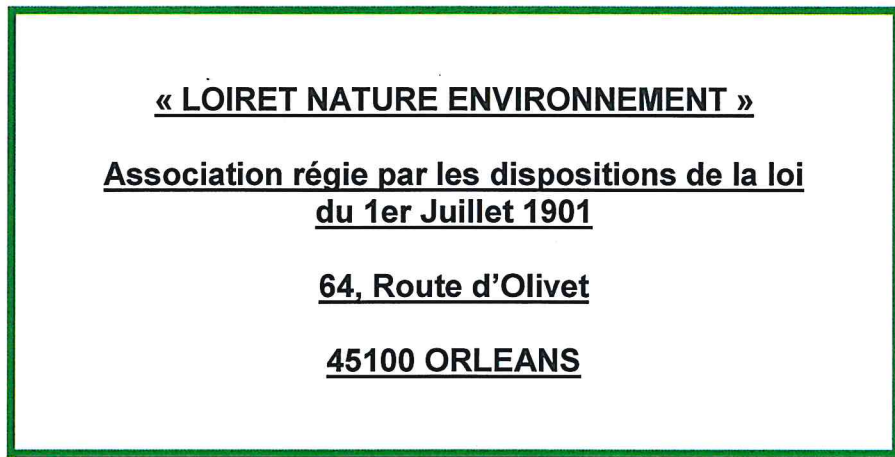 « LOIRET NATURE ENVIRONNEMENT »
Association régie par les dispositions de la loi
du 1er Juillet 1901
64, Route d’Olivet
45100 ORLEANS